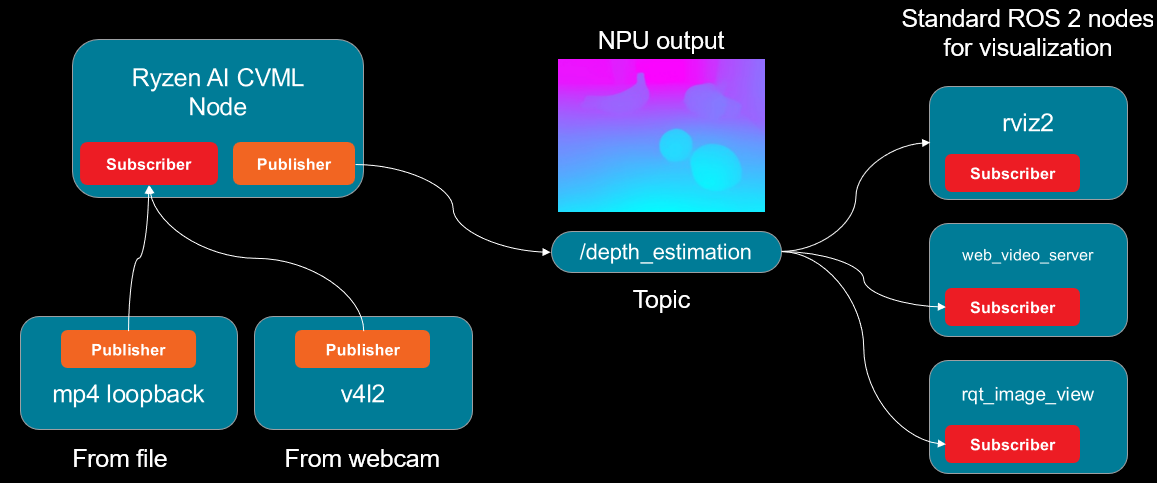 Ryzen AI CVML
Node
Subscriber
Publisher
Publisher
mp4 loopback
From file
Publisher
v4l2
From webcam
NPU output
/depth_estimation
Topic
Standard ROS 2 nodes
for visualization
rviz2
Subscriber
web_video_server
Subscriber
rqt_image_view
Subscriber